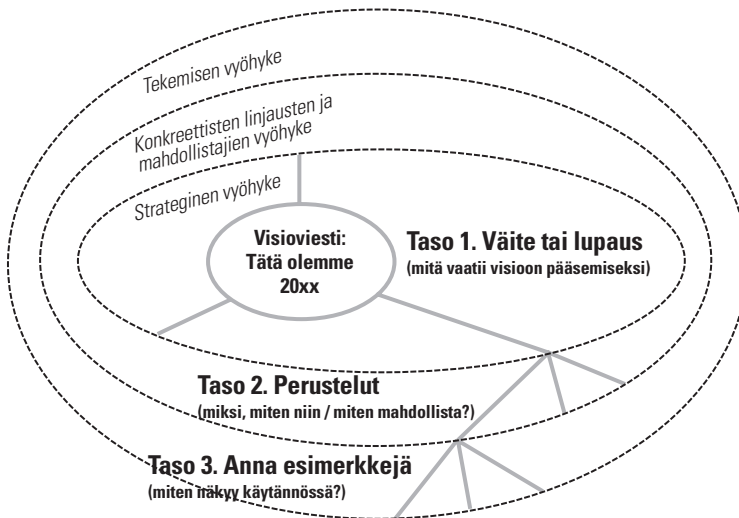 Tekemisen vyöhyke
Konkreettisten linjausten ja
mahdollistajien vyöhyke
Strateginen vyöhyke
Visioviesti:
Tätä olemme
20xx
Taso 1. Väite tai lupaus
(mitä vaatii visioon pääsemiseksi)
Taso 2. Perustelut
(miksi, miten niin / miten mahdollista?)
Taso 3. Anna esimerkkejä
(miten näkyy käytännössä?)